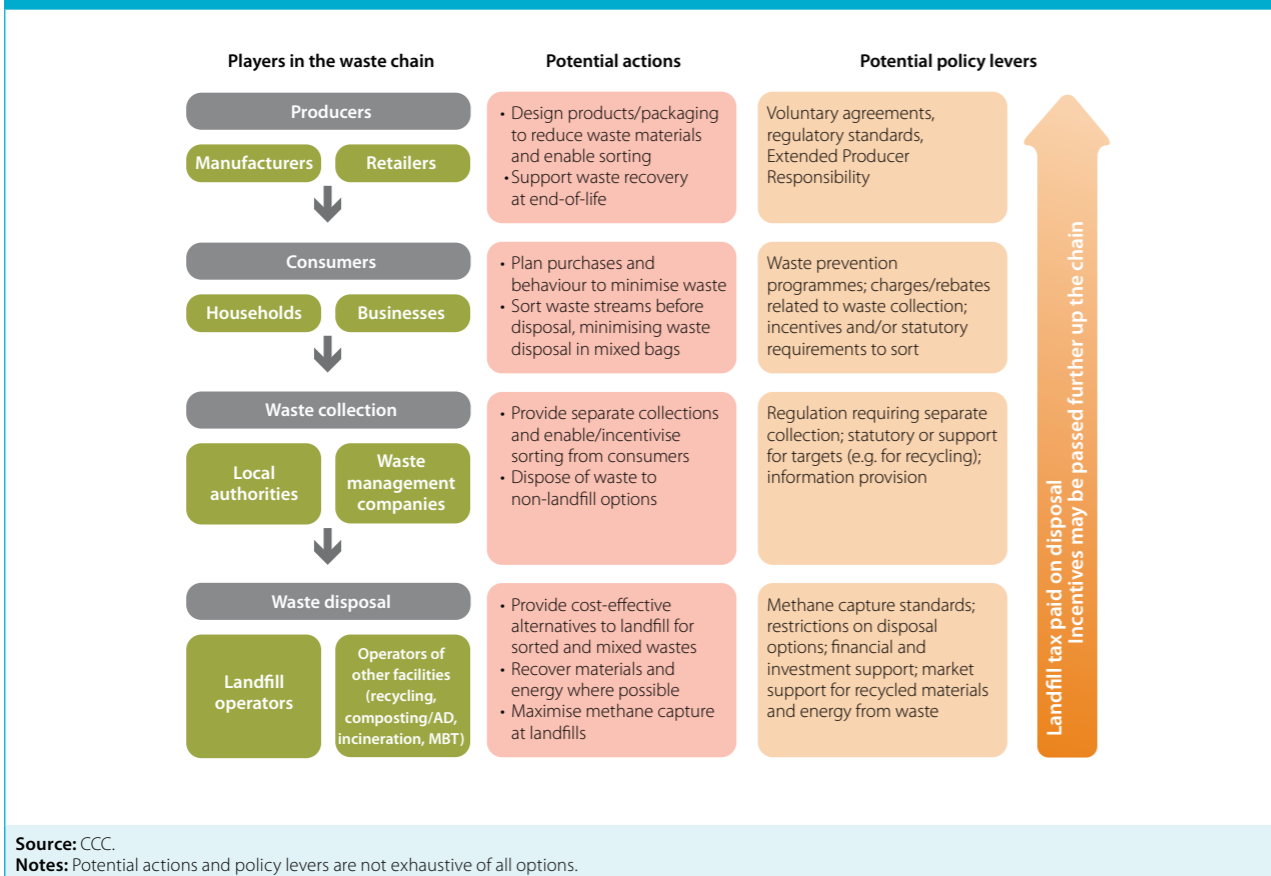 Players in the waste chain
Potential actions
Potential policy levers
Producers
Manufacturers
Retailers
• Design products/packaging
to reduce waste materials
and enable sorting
• Support waste recovery
at end-of-life
Voluntary agreements,
regulatory standards,
Extended Producer
Responsibility
Consumers
Households
Businesses
• Plan purchases and
behaviour to minimise waste
• Sort waste streams before
disposal, minimising waste
disposal in mixed bags
Waste prevention
programmes; charges/rebates
related to waste collection;
incentives and/or statutory
requirements to sort
Waste collection
Local
authorities
Waste
management
companies
• Provide separate collections
and enable/incentivise
sorting from consumers
• Dispose of waste to
non-landfill options
Regulation requiring separate
collection; statutory or support
for targets (e.g. for recycling);
information provision
Waste disposal
Landfill
operators
Operators of
other facilities
(recycling,
composting/AD,
incineration, MBT)
• Provide cost-effective
alternatives to landfill for
sorted and mixed wastes
• Recover materials and
energy where possible
• Maximise methane capture
at landfills
Methane capture standards;
restrictions on disposal
options; financial and
investment support; market
support for recycled materials
and energy from waste
Landfill tax paid on disposal
Incentives may be passed further up the chain
Source: CCC.
Notes: Potential actions and policy levers are not exhaustive of all options.